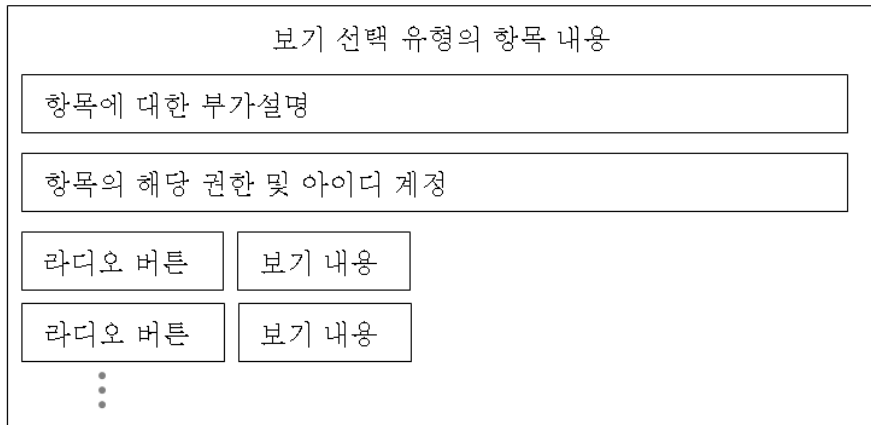 보기 선택 유형의 항목 내용
항목에 대한 부가설명
항목의 해당 권한 및 아이디 계정
라디오 버튼 보기 내용
라디오 버튼 보기 내용